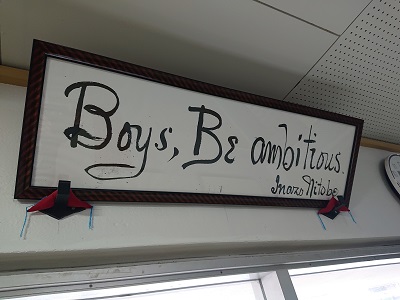 Boys, Be ambitious.
Inazo Nitobe